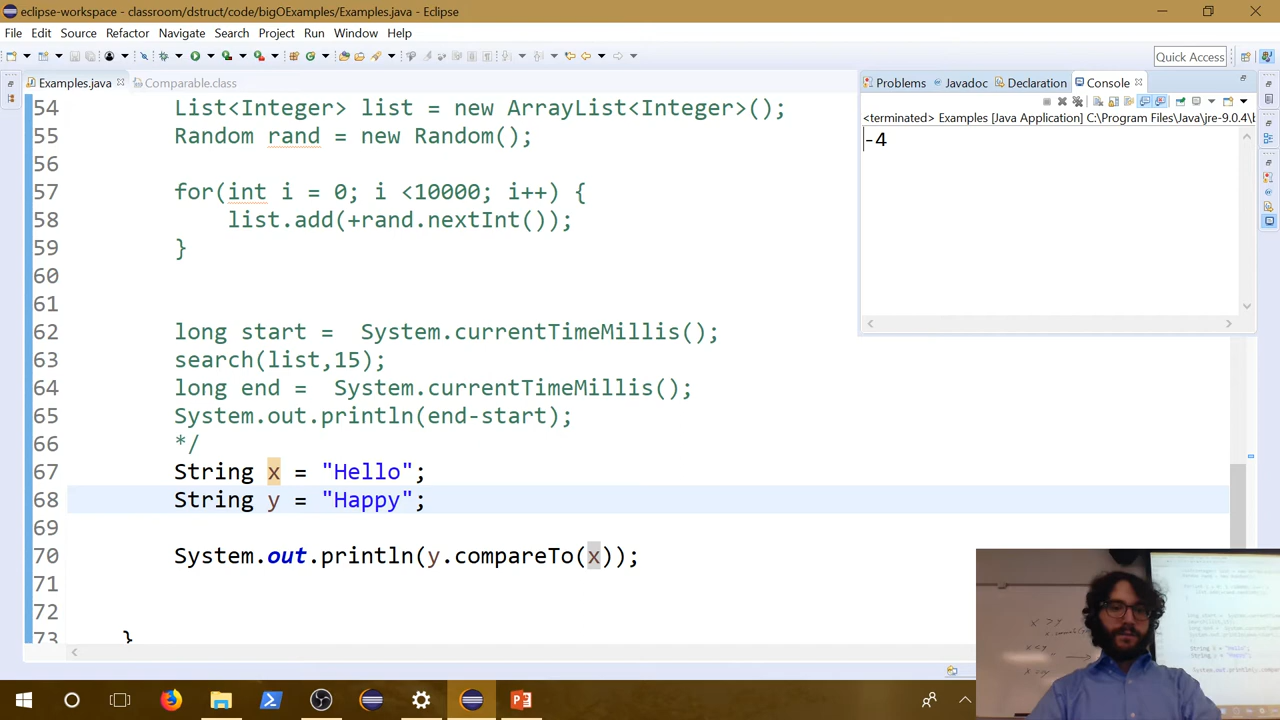 eclipse-workspace - classroom/dstruct/code/bigOExamples/Examples.java - Eclipse
File Edit Source Refactor Navigate Search Project Run Window Help
Quick Access
Examples.java Comparable.class
Problems Javadoc Declaration Console
<terminated> Examples [Java Application] C:\Program Files\Java\jre-9.0.4\b
-4
54 List<Integer> list = new ArrayList<Integer>();
55 Random rand = new Random();
56
57 for(int i = 0; i <10000; i++) {
58 list.add(+rand.nextInt());
59 }
60
61
62 long start =  System.currentTimeMillis();
63 search(list,15);
64 long end =  System.currentTimeMillis();
65 System.out.println(end-start);
66 */
67 String x = "Hello";
68 String y = "Happy";
69
70 System.out.println(y.compareTo(x));
71
72
73 }